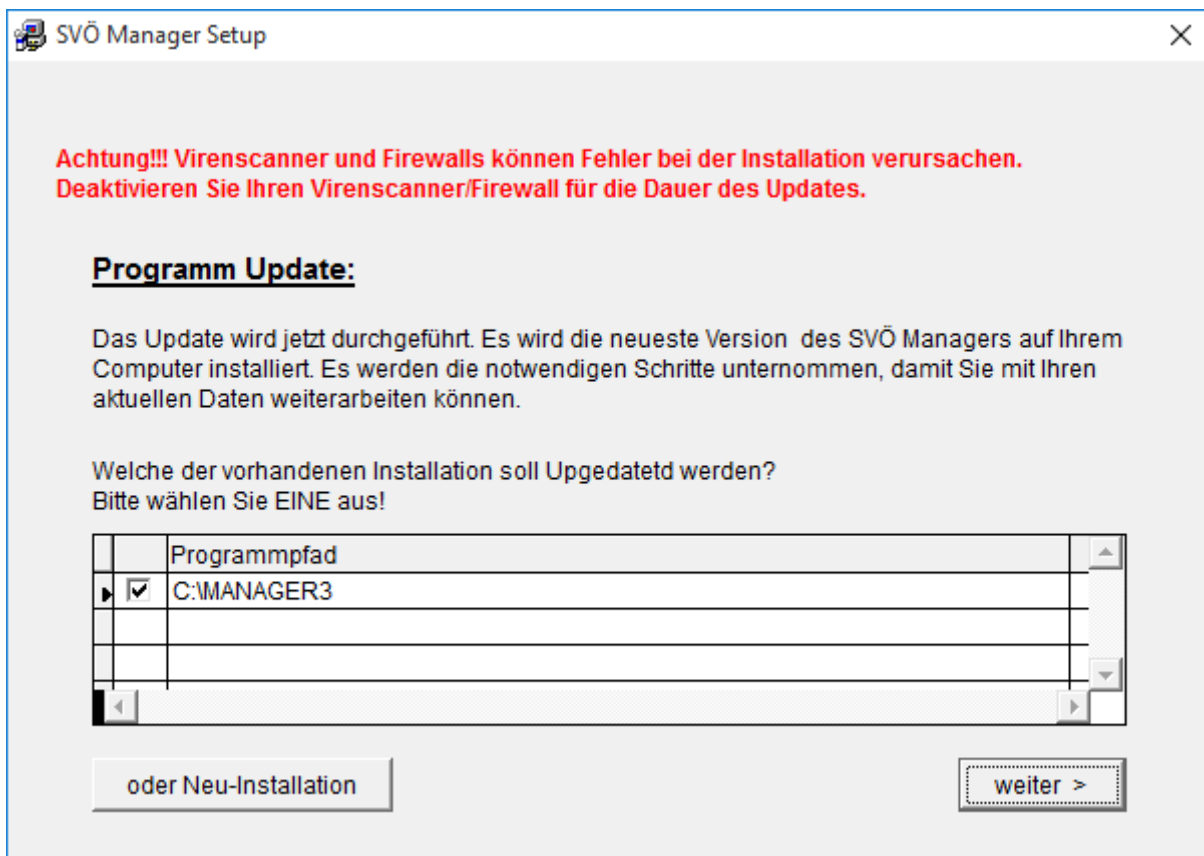 SVÖ Manager Setup
Achtung!!! Virenscanner und Firewalls können Fehler bei der Installation verursachen.
Deaktivieren Sie Ihren Virenscanner/Firewall für die Dauer des Updates.
Programm Update:
Das Update wird jetzt durchgeführt. Es wird die neueste Version  des SVÖ Managers auf Ihrem
Computer installiert. Es werden die notwendigen Schritte unternommen, damit Sie mit Ihren
aktuellen Daten weiterarbeiten können.
Welche der vorhandenen Installation soll Upgedatetd werden?
Bitte wählen Sie EINE aus!
Programmpfad
C:\MANAGER3
oder Neu-Installation
weiter >